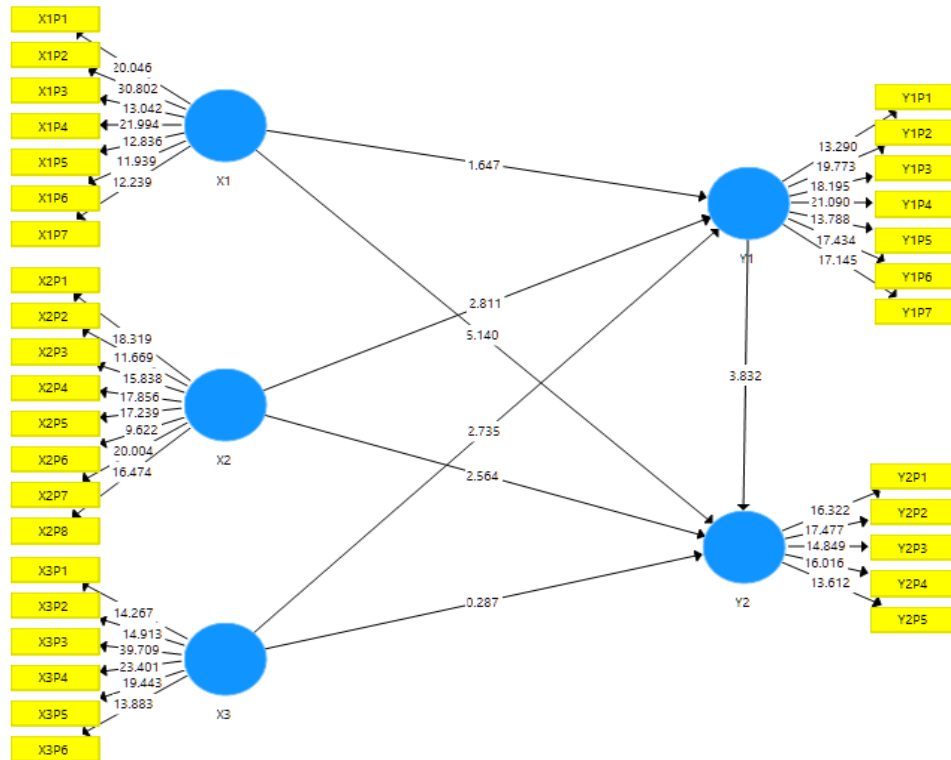 X1P1
X1P2
X1P3
X1P4
X1P5
X1P6
X1P7
20.046
30.802
13.042
21.994
12.836
11.939
12.239
X1
X2P1
X2P2
X2P3
X2P4
X2P5
X2P6
X2P7
X2P8
18.319
11.669
15.838
17.856
17.239
9.622
20.004
16.474
X2
X3P1
X3P2
X3P3
X3P4
X3P5
X3P6
14.267
14.913
39.709
23.401
19.443
13.883
X3
1.647
2.811
5.140
2.735
2.564
0.287
3.832
Y1
13.290
19.773
18.195
21.090
13.788
17.434
17.145
Y1P1
Y1P2
Y1P3
Y1P4
Y1P5
Y1P6
Y1P7
Y2
16.322
17.477
14.849
16.016
13.612
Y2P1
Y2P2
Y2P3
Y2P4
Y2P5